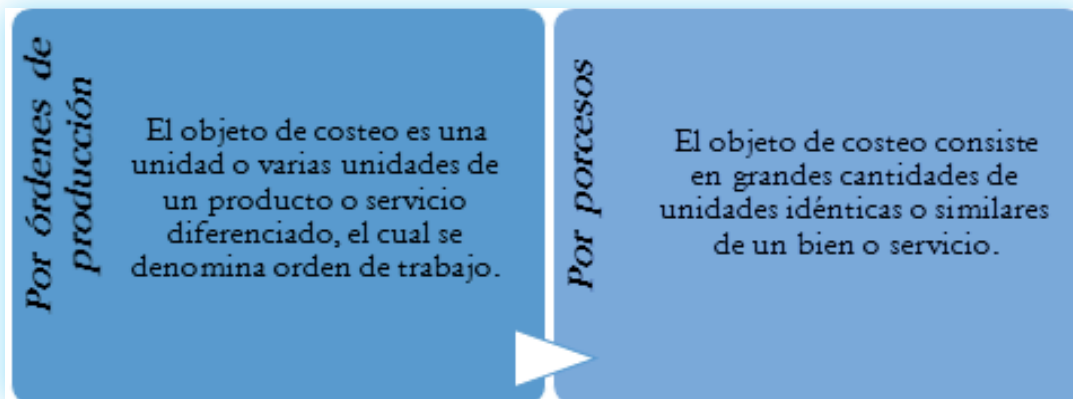 Por órdenes de
producción
El objeto de costeo es una
unidad o varias unidades de
un producto o servicio
diferenciado, el cual se
denomina orden de trabajo.
Por porcesos
El objeto de costeo consiste
en grandes cantidades de
unidades idénticas o similares
de un bien o servicio.